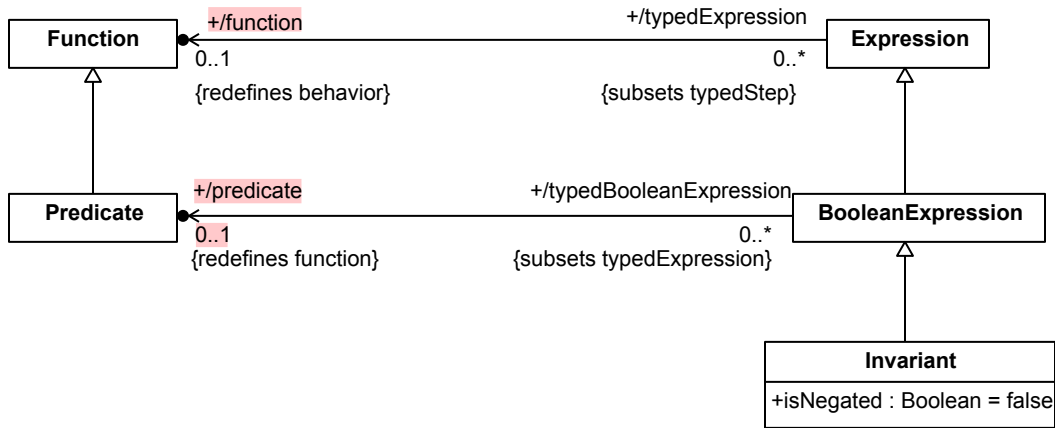 +/function
+/typedExpression
Function
Expression
0..1
0..*
{redefines behavior}
{subsets typedStep}
+/predicate
+/typedBooleanExpression
Predicate
BooleanExpression
0..1
0..*
{redefines function}
{subsets typedExpression}
Invariant
+isNegated : Boolean = false